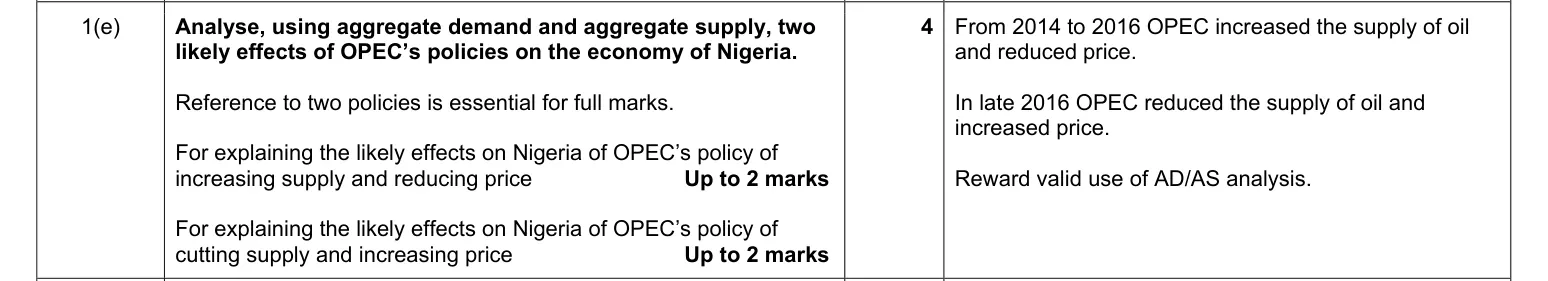 1(e)
Analyse, using aggregate demand and aggregate supply, two
likely effects of OPEC's policies on the economy of Nigeria.
Reference to two policies is essential for full marks.
For explaining the likely effects on Nigeria of OPEC's policy of
increasing supply and reducing price Up to 2 marks
For explaining the likely effects on Nigeria of OPEC's policy of
cutting supply and increasing price Up to 2 marks
4
From 2014 to 2016 OPEC increased the supply of oil
and reduced price.
In late 2016 OPEC reduced the supply of oil and
increased price.
Reward valid use of AD/AS analysis.